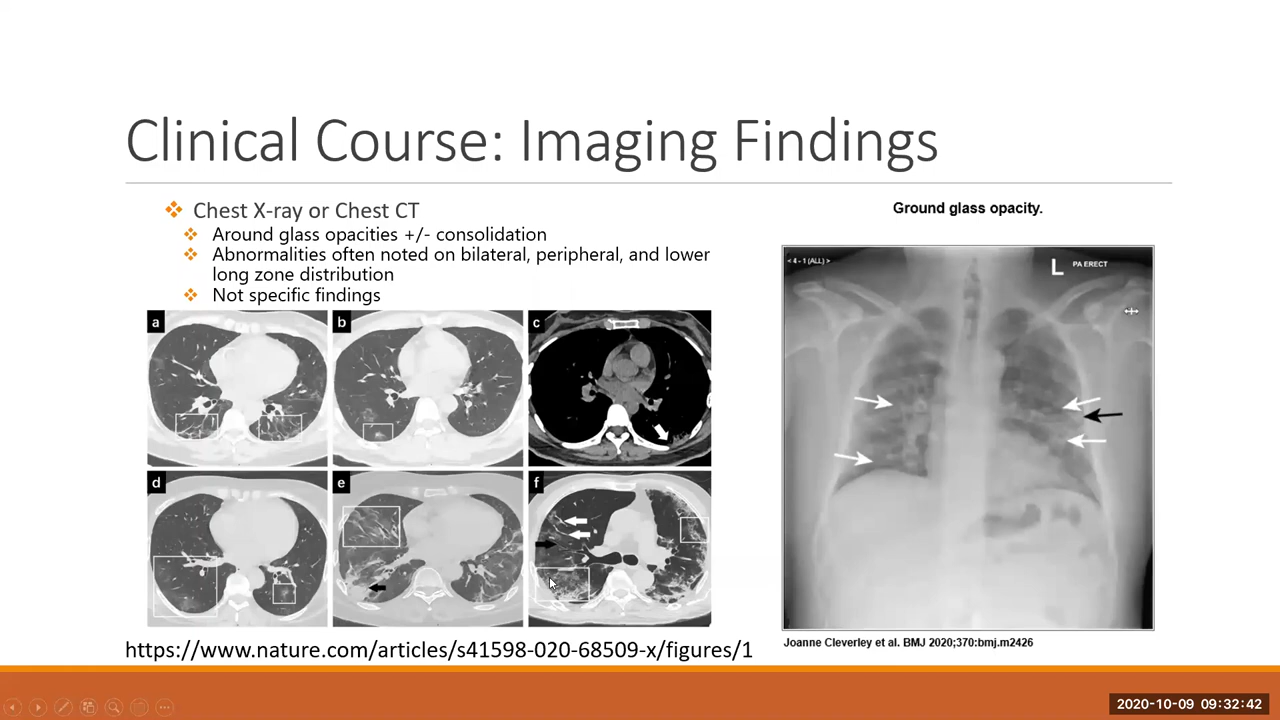 Clinical Course: Imaging Findings
Chest X-ray or Chest CT
Around glass opacities +/- consolidation
Abnormalities often noted on bilateral, peripheral, and lower
long zone distribution
Not specific findings
a
b
c
d
e
f
https://www.nature.com/articles/s41598-020-68509-x/figures/1
Ground glass opacity.
< 4 - 1 (ALL) >
L PA ERECT
Joanne Cleverley et al. BMJ 2020;370:bmj.m2426
2020-10-09 09:32:42